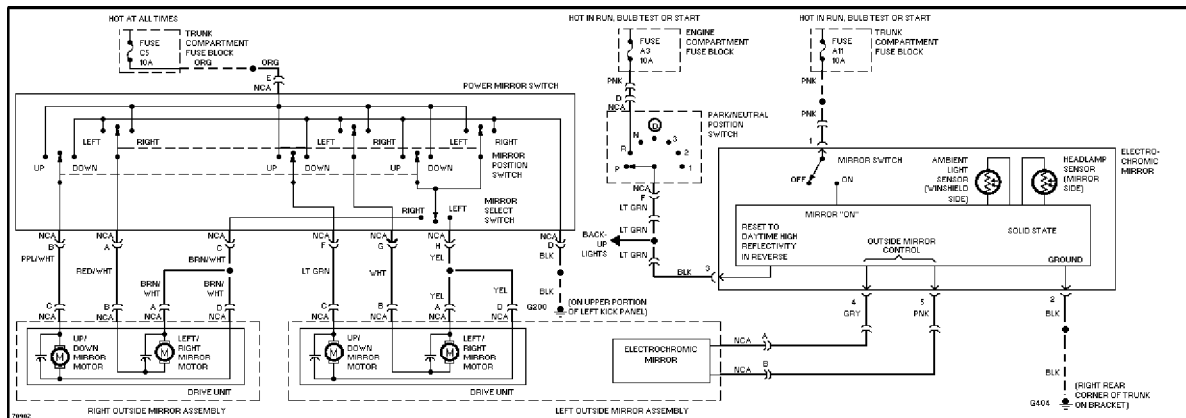 HOT AT ALL TIMES
FUSE
C5
10A
TRUNK
COMPARTMENT
FUSE BLOCK
ORG
ORG
E
NCA
HOT IN RUN, BULB TEST OR START
FUSE
A3
10A
ENGINE
COMPARTMENT
FUSE BLOCK
PNK
D
NCA
HOT IN RUN, BULB TEST OR START
FUSE
A11
10A
TRUNK
COMPARTMENT
FUSE BLOCK
PNK
PNK
1
POWER MIRROR SWITCH
LEFT
RIGHT
UP
DOWN
LEFT
RIGHT
UP
DOWN
LEFT
RIGHT
UP
DOWN
MIRROR
POSITION
SWITCH
MIRROR
SELECT
SWITCH
RIGHT
LEFT
PARK/NEUTRAL
POSITION
SWITCH
D
N
3
R
2
P
1
NCA
F
LT GRN
LT GRN
BACK-
UP
LIGHTS
LT GRN
BLK
3
ELECTRO-
CHROMIC
MIRROR
MIRROR SWITCH
OFF
ON
AMBIENT
LIGHT
SENSOR
(WINSHIELD
SIDE)
HEADLAMP
SENSOR
(MIRROR
SIDE)
MIRROR "ON"
RESET TO
DAYTIME HIGH
REFLECTIVITY
IN REVERSE
SOLID STATE
OUTSIDE MIRROR
CONTROL
GROUND
NCA
B
PPL/WHT
NCA
A
RED/WHT
NCA
C
BRN/WHT
NCA
F
LT GRN
NCA
G
WHT
NCA
H
YEL
NCA
D
BLK
BLK
G200
(ON UPPER PORTION
OF LEFT KICK PANEL)
BRN/
WHT
BRN/
WHT
YEL
YEL
C
NCA
B
NCA
A
NCA
D
NCA
C
NCA
B
NCA
A
NCA
D
NCA
M
UP/
DOWN
MIRROR
MOTOR
M
LEFT/
RIGHT
MIRROR
MOTOR
DRIVE UNIT
RIGHT OUTSIDE MIRROR ASSEMBLY
M
UP/
DOWN
MIRROR
MOTOR
M
LEFT/
RIGHT
MIRROR
MOTOR
DRIVE UNIT
LEFT OUTSIDE MIRROR ASSEMBLY
ELECTROCHROMIC
MIRROR
NCA
A
NCA
B
4
GRY
5
PNK
2
BLK
BLK
G404
(RIGHT REAR
CORNER OF TRUNK
ON BRACKET)